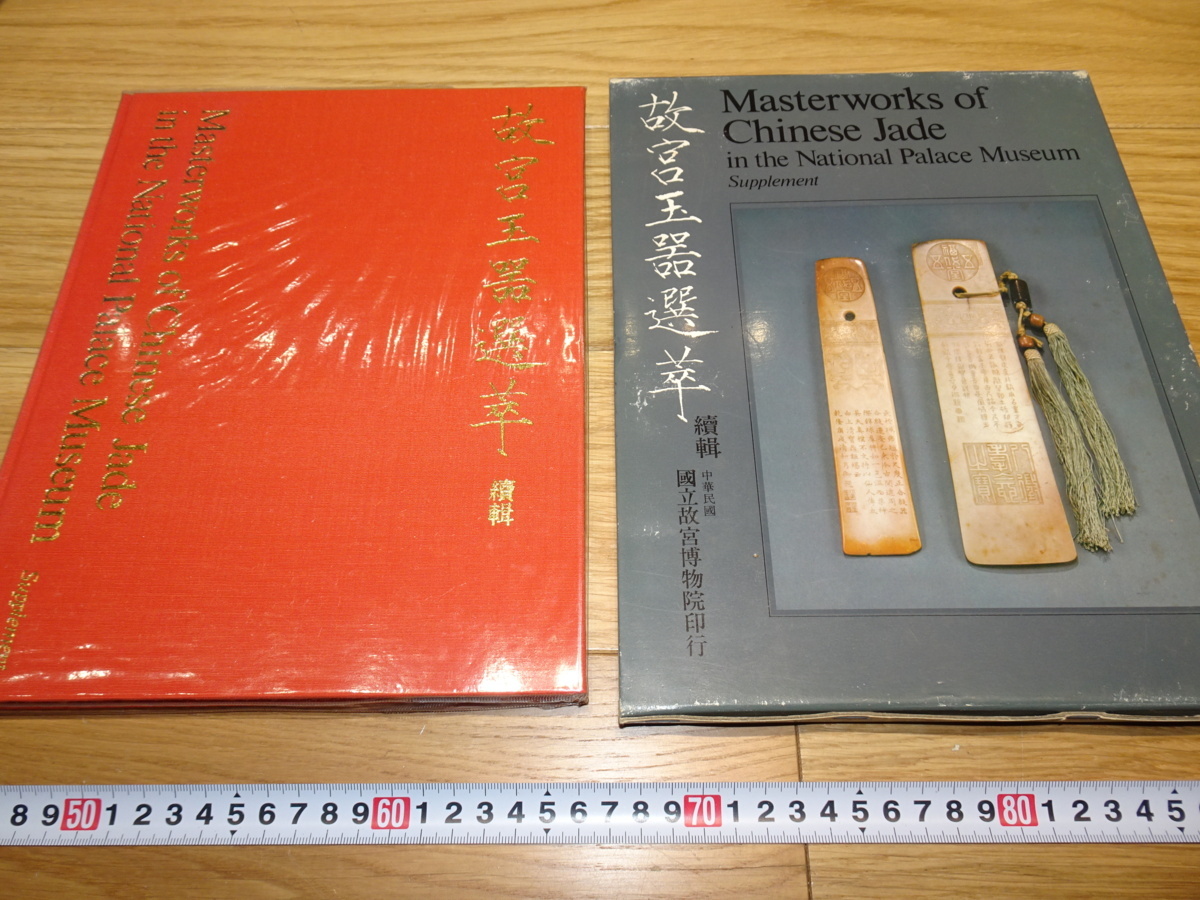 故宮玉器選萃
續輯
Masterworks of Chinese Jade
in the National Palace Museum
Supplement
故宮玉器選萃
續輯
中華民國
國立故宮博物院印行
Masterworks of
Chinese Jade
in the National Palace Museum
Supplement
8 9 50 1 2 3 4 5 6 7 8 9 60 1 2 3 4 5 6 7 8 9 70 1 2 3 4 5 6 7 8 9 80 1 2 3 4 5